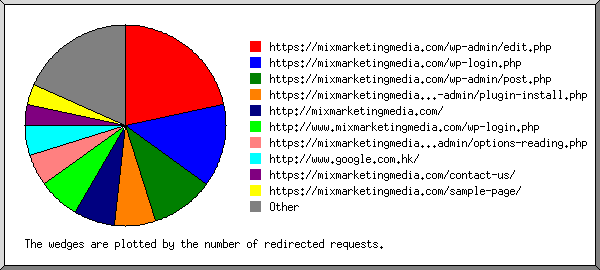 https://mixmarketingmedia.com/wp-admin/edit.php
https://mixmarketingmedia.com/wp-login.php
https://mixmarketingmedia.com/wp-admin/post.php
https://mixmarketingmedia...-admin/plugin-install.php
http://mixmarketingmedia.com/
http://www.mixmarketingmedia.com/wp-login.php
https://mixmarketingmedia...admin/options-reading.php
http://www.google.com.hk/
https://mixmarketingmedia.com/contact-us/
https://mixmarketingmedia.com/sample-page/
Other
The wedges are plotted by the number of redirected requests.